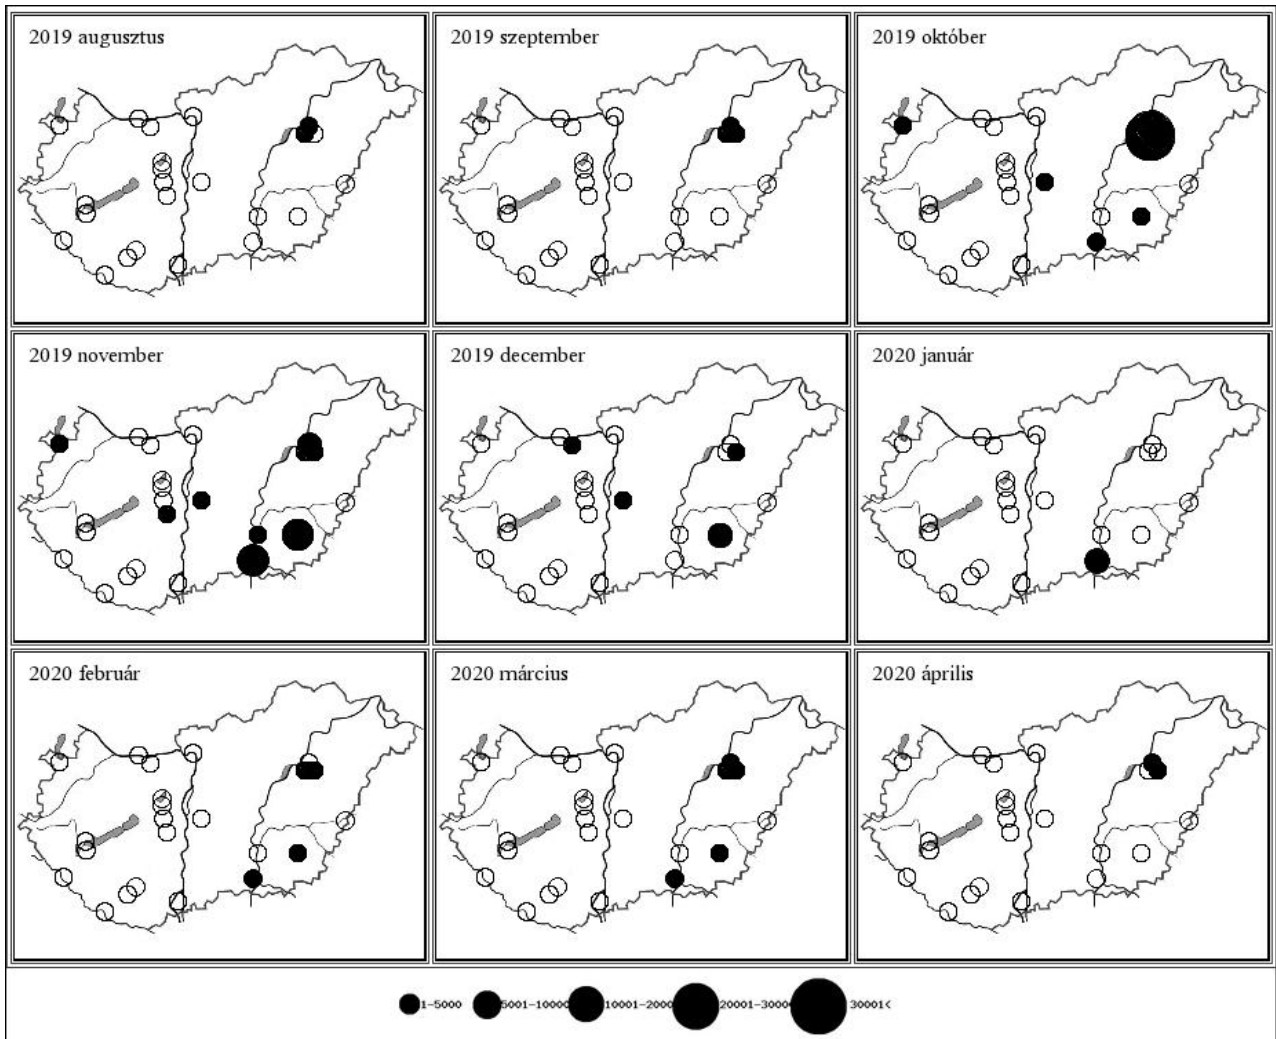 2019 augusztus
2019 szeptember
2019 október
2019 november
2019 december
2020 január
2020 február
2020 március
2020 április
1-5000 5001-10000 10001-2000 20001-3000 30001<